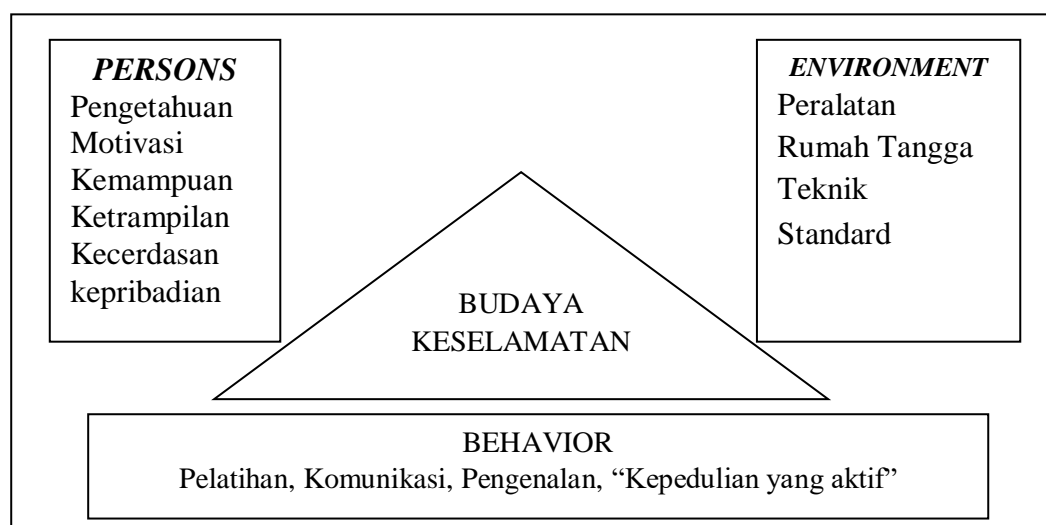 PERSONS
Pengetahuan
Motivasi
Kemampuan
Ketrampilan
Kecerdasan
kepribadian
ENVIRONMENT
Peralatan
Rumah Tangga
Teknik
Standard
BUDAYA
KESELAMATAN
BEHAVIOR
Pelatihan, Komunikasi, Pengenalan, “Kepedulian yang aktif”